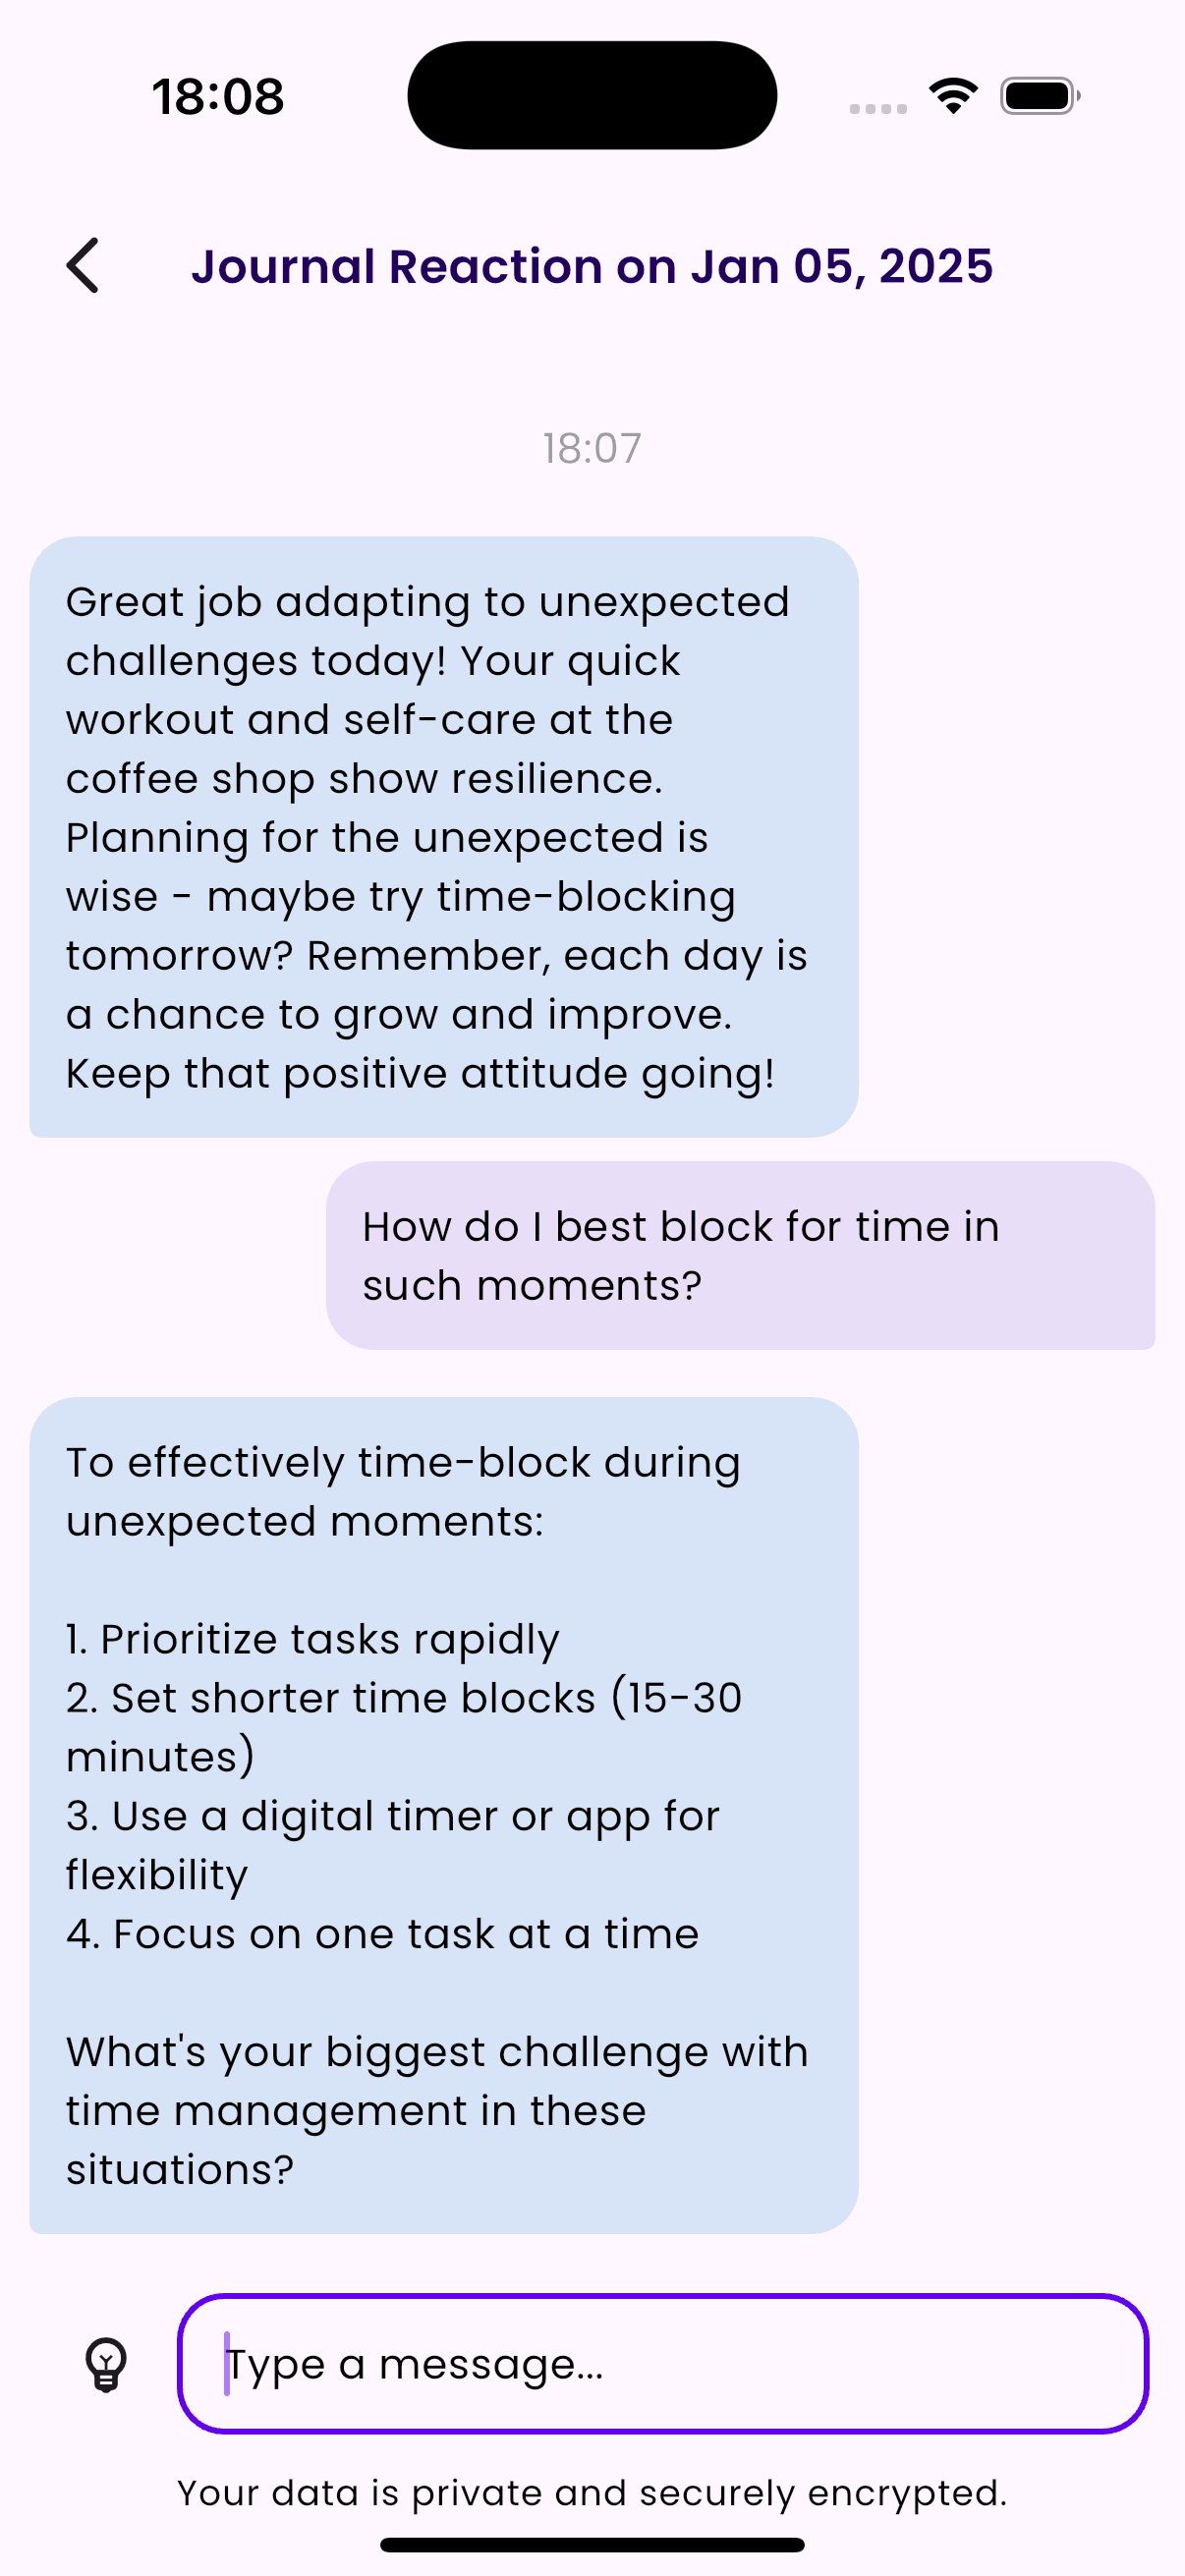 18:08
Journal Reaction on Jan 05, 2025
18:07
Great job adapting to unexpected
challenges today! Your quick
workout and self-care at the
coffee shop show resilience.
Planning for the unexpected is
wise - maybe try time-blocking
tomorrow? Remember, each day is
a chance to grow and improve.
Keep that positive attitude going!
How do I best block for time in
such moments?
To effectively time-block during
unexpected moments:
1. Prioritize tasks rapidly
2. Set shorter time blocks (15-30
minutes)
3. Use a digital timer or app for
flexibility
4. Focus on one task at a time
What's your biggest challenge with
time management in these
situations?
Type a message...
Your data is private and securely encrypted.